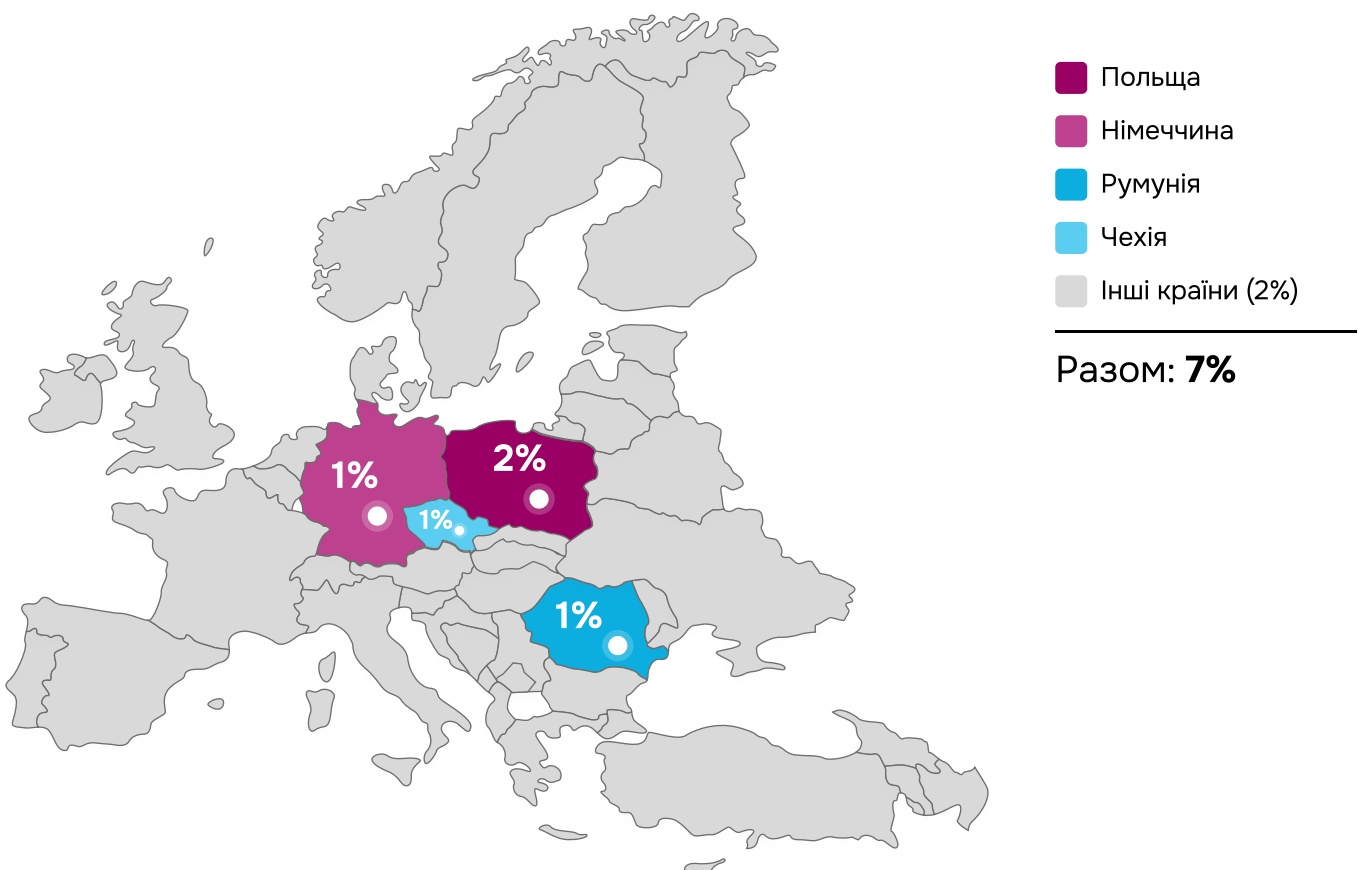 Польща
Німеччина
Румунія
Чехія
Інші країни (2%)
Разом: 7%
1%
2%
1%
1%